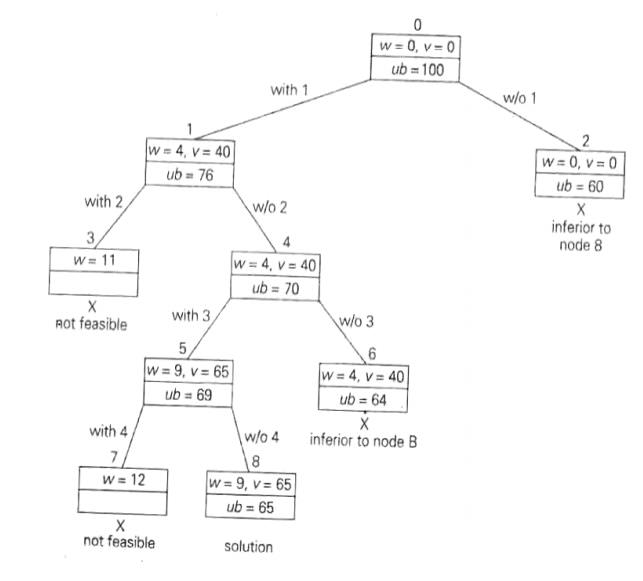 0
w = 0, v = 0
ub = 100
with 1
w/o 1
1
w = 4, v = 40
ub = 76
2
w = 0, v = 0
ub = 60
X
inferior to
node 8
with 2
w/o 2
3
w = 11
X
not feasible
4
w = 4, v = 40
ub = 70
with 3
w/o 3
5
w = 9, v = 65
ub = 69
6
w = 4, v = 40
ub = 64
X
inferior to node B
with 4
w/o 4
7
w = 12
X
not feasible
8
w = 9, v = 65
ub = 65
solution